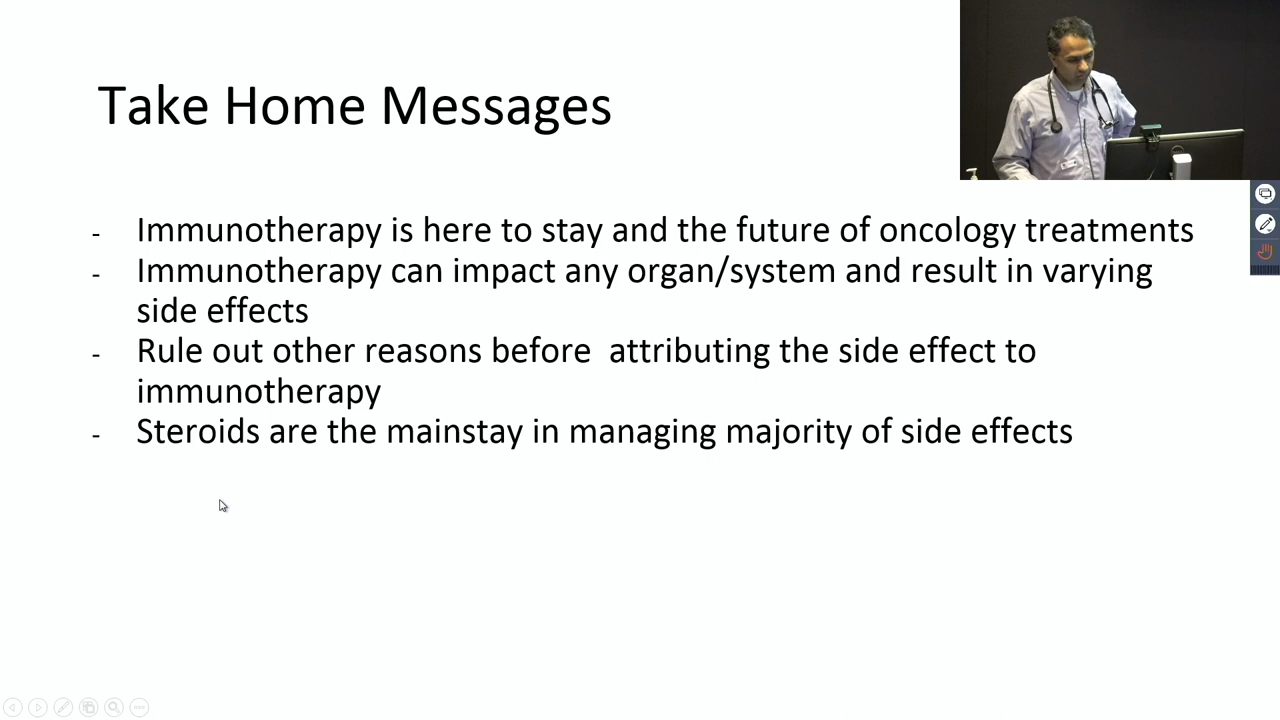 Take Home Messages
- Immunotherapy is here to stay and the future of oncology treatments
- Immunotherapy can impact any organ/system and result in varying
side effects
- Rule out other reasons before  attributing the side effect to
immunotherapy
- Steroids are the mainstay in managing majority of side effects